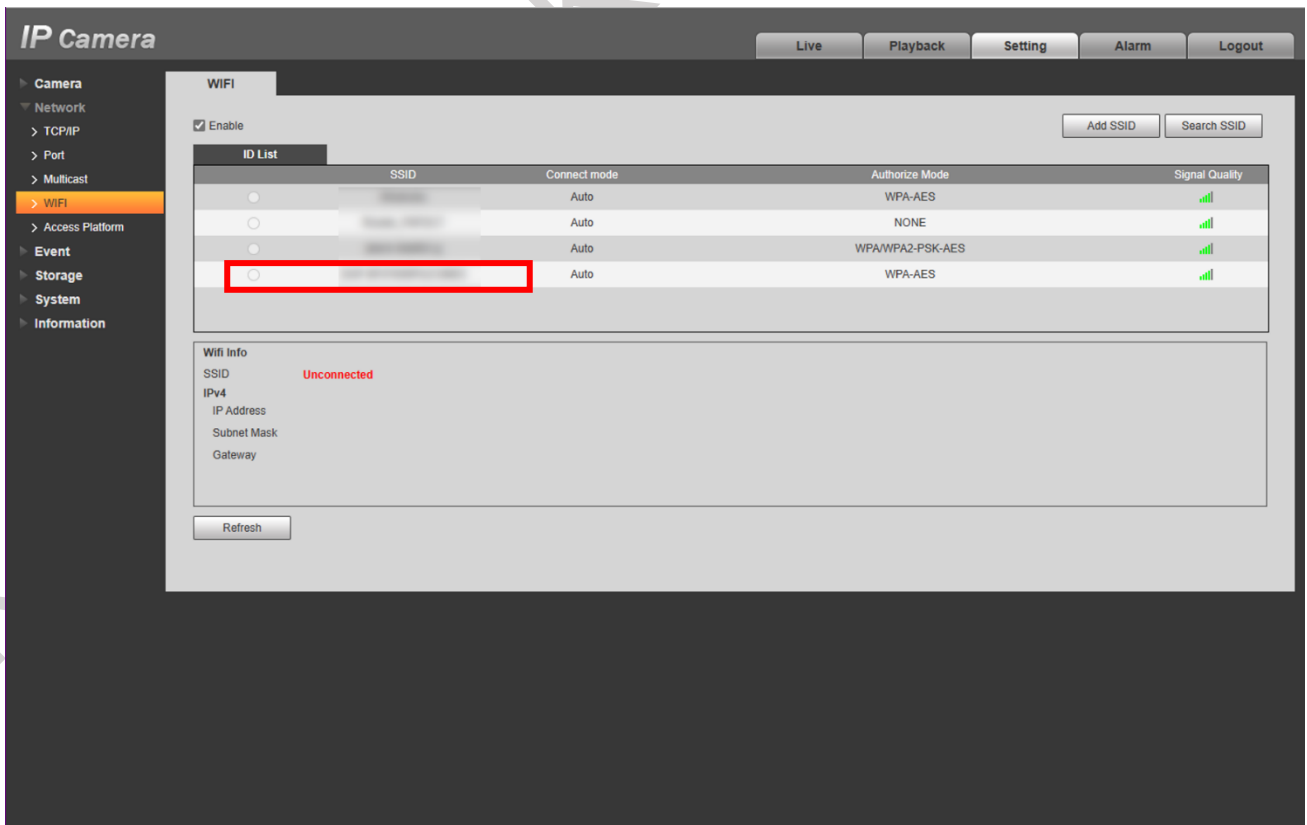 IP Camera
Live Playback Setting Alarm Logout
Camera
Network
> TCP/IP
> Port
> Multicast
> WIFI
> Access Platform
Event
Storage
System
Information
WIFI
Enable
Add SSID Search SSID
ID List
SSID Connect mode Authorize Mode Signal Quality
Auto WPA-AES
Auto NONE
Auto WPA/WPA2-PSK-AES
Auto WPA-AES
Wifi Info
SSID Unconnected
IPv4
IP Address
Subnet Mask
Gateway
Refresh